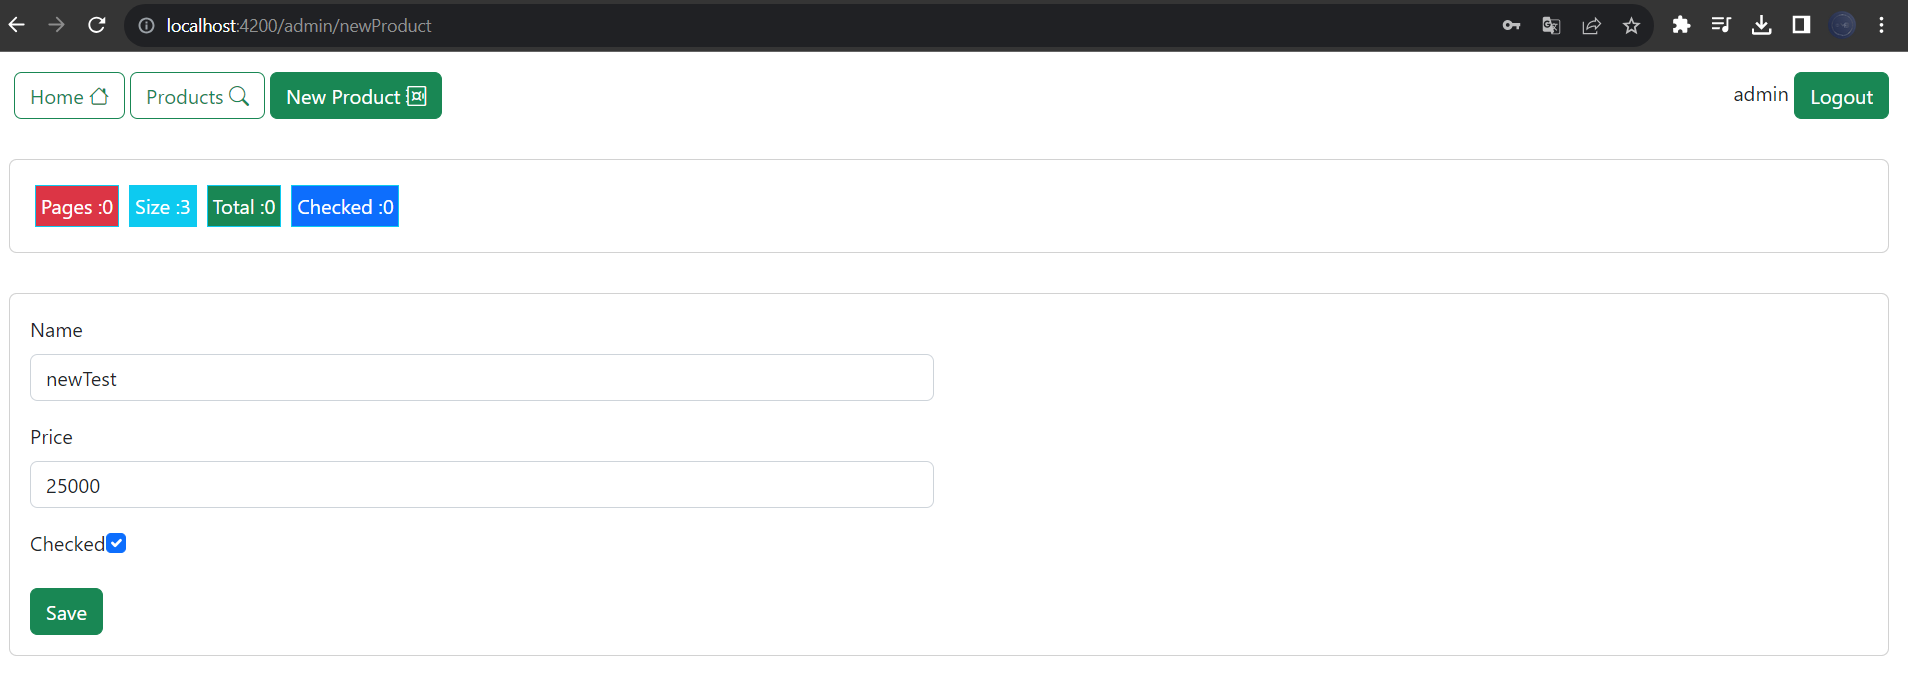 localhost:4200/admin/newProduct
Home Products New Product admin Logout
Pages :0 Size :3 Total :0 Checked :0
Name
newTest
Price
25000
Checked
Save